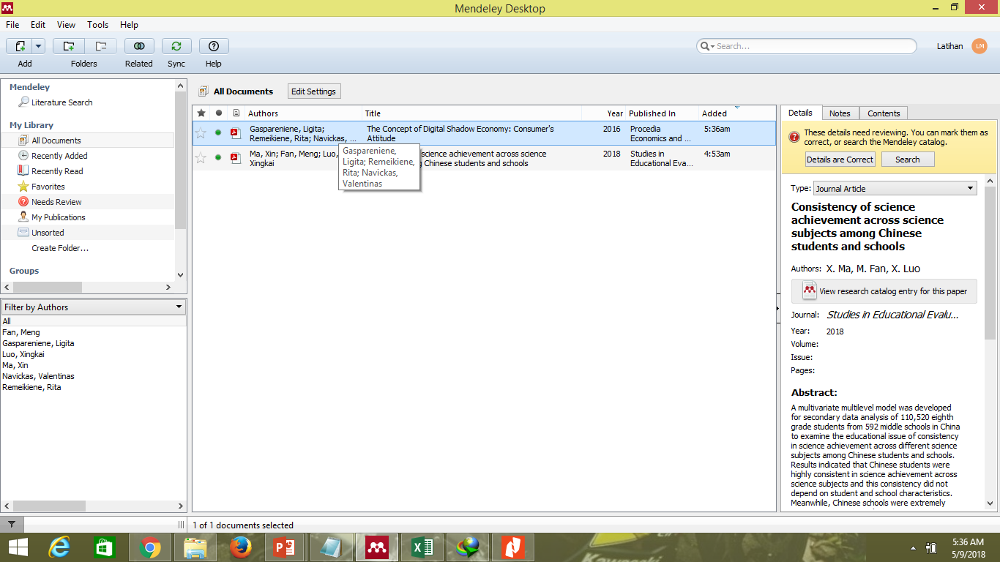 Mendeley Desktop
File Edit View Tools Help
Search...
Latihan LM
Add Folders Related Sync Help
Mendeley
Literature Search
My Library
All Documents
Recently Added
Recently Read
Favorites
Needs Review
My Publications
Unsorted
Create Folder...
Groups
Filter by Authors
All
Fan, Meng
Gaspareniene, Ligita
Luo, Xingkai
Ma, Xin
Navickas, Valentinas
Remeikiene, Rita
All Documents Edit Settings
Authors Title Year Published In Added
Gaspareniene, Ligita; The Concept of Digital Shadow Economy: Consumer's 2016 Procedia 5:36am
Remeikiene, Rita; Navickas, ... Attitude Economics and ...
Ma, Xin; Fan, Meng; Luo, science achievement across science 2018 Studies in 4:53am
Xingkai Chinese students and schools Educational Eva...
Gaspareniene,
Ligita; Remeikiene,
Rita; Navickas,
Valentinas
Details Notes Contents
These details need reviewing. You can mark them as
correct, or search the Mendeley catalog.
Details are Correct Search
Type: Journal Article
Consistency of science
achievement across science
subjects among Chinese
students and schools
Authors: X. Ma, M. Fan, X. Luo
View research catalog entry for this paper
Journal: Studies in Educational Evalu...
Year: 2018
Volume:
Issue:
Pages:
Abstract:
A multivariate multilevel model was developed
for secondary data analysis of 110,520 eighth
grade students from 592 middle schools in China
to examine the educational issue of consistency
in science achievement across different science
subjects among Chinese students and schools.
Results indicated that Chinese students were
highly consistent in science achievement across
science subjects and this consistency did not
depend on student and school characteristics.
Meanwhile, Chinese schools were extremely
1 of 1 documents selected
Kawasaki
5:36 AM
5/9/2018